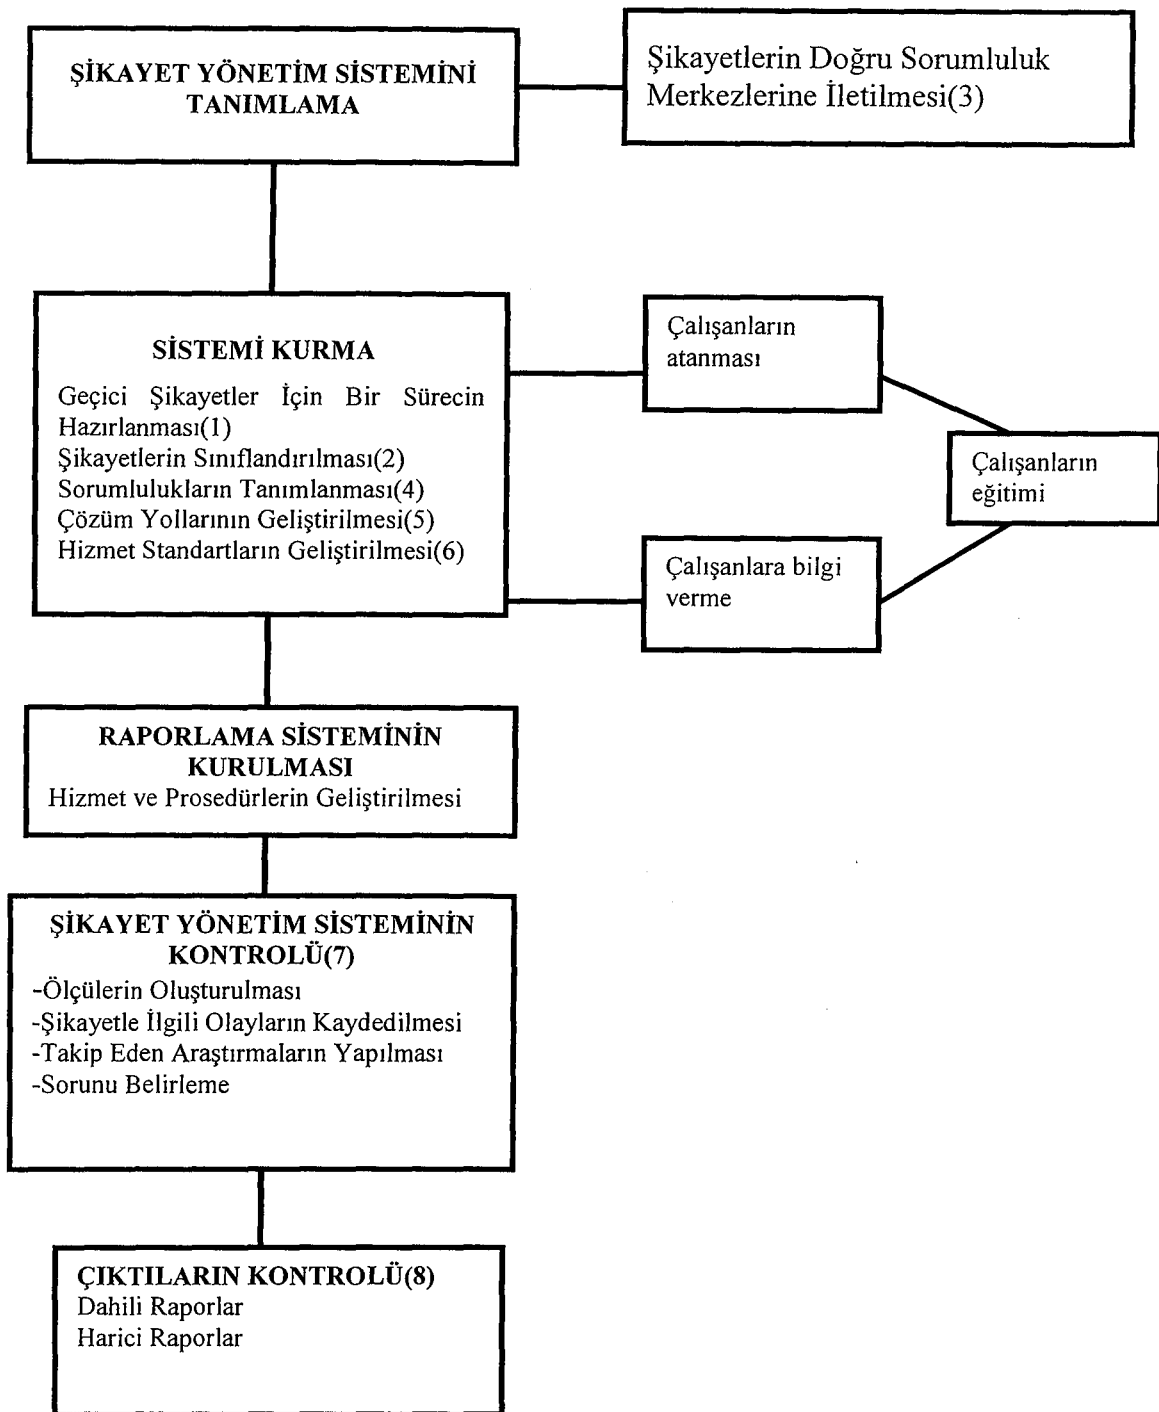 ŞİKAYET YÖNETİM SİSTEMİNİ
TANIMLAMA
Şikayetlerin Doğru Sorumluluk
Merkezlerine İletilmesi(3)
SİSTEMİ KURMA
Geçici Şikayetler İçin Bir Sürecin
Hazırlanması(1)
Şikayetlerin Sınıflandırılması(2)
Sorumlulukların Tanımlanması(4)
Çözüm Yollarının Geliştirilmesi(5)
Hizmet Standartların Geliştirilmesi(6)
Çalışanların
atanması
Çalışanların
eğitimi
Çalışanlara bilgi
verme
RAPORLAMA SİSTEMİNİN
KURULMASI
Hizmet ve Prosedürlerin Geliştirilmesi
ŞİKAYET YÖNETİM SİSTEMİNİN
KONTROLÜ(7)
-Ölçülerin Oluşturulması
-Şikayetle İlgili Olayların Kaydedilmesi
-Takip Eden Araştırmaların Yapılması
-Sorunu Belirleme
ÇIKTILARIN KONTROLÜ(8)
Dahili Raporlar
Harici Raporlar